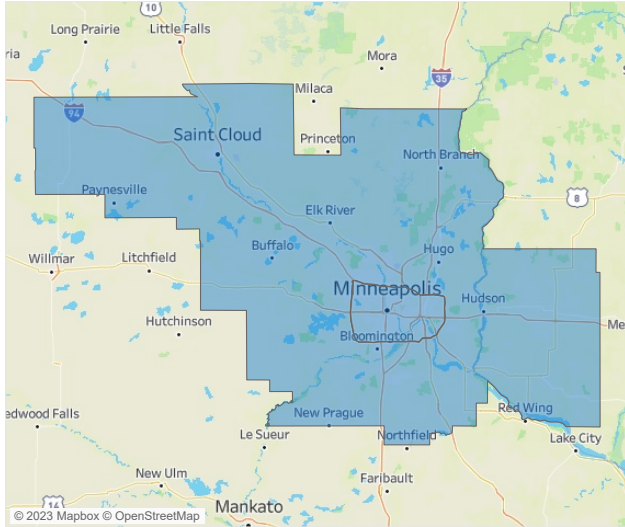 10
Long Prairie
Little Falls
ria
Mora
35
Milaca
94
Saint Cloud
Princeton
North Branch
Paynesville
8
Elk River
Buffalo
Hugo
Willmar
Litchfield
Minneapolis
Hudson
Hutchinson
Me
Bloomington
edwood Falls
New Prague
Red Wing
Le Sueur
Northfield
Lake City
New Ulm
Faribault
14
Mankato
© 2023 Mapbox © OpenStreetMap